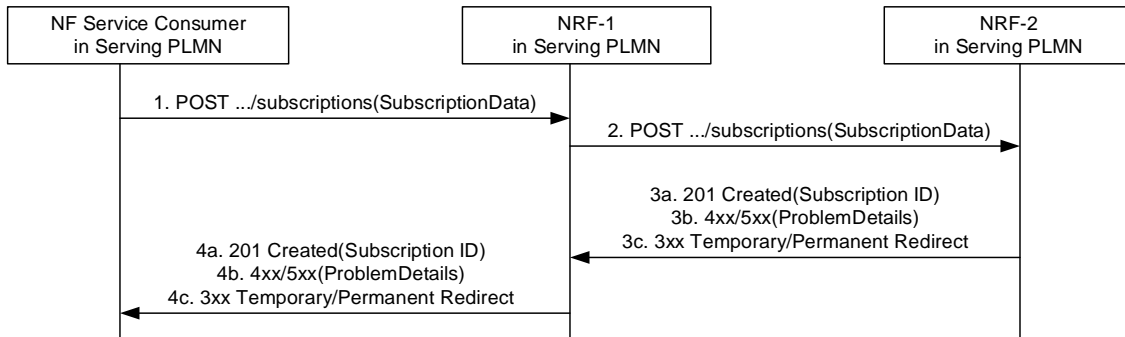 NF Service Consumer
in Serving PLMN
NRF-1
in Serving PLMN
NRF-2
in Serving PLMN
1. POST .../subscriptions(SubscriptionData)
2. POST .../subscriptions(SubscriptionData)
3a. 201 Created(Subscription ID)
3b. 4xx/5xx(ProblemDetails)
3c. 3xx Temporary/Permanent Redirect
4a. 201 Created(Subscription ID)
4b. 4xx/5xx(ProblemDetails)
4c. 3xx Temporary/Permanent Redirect